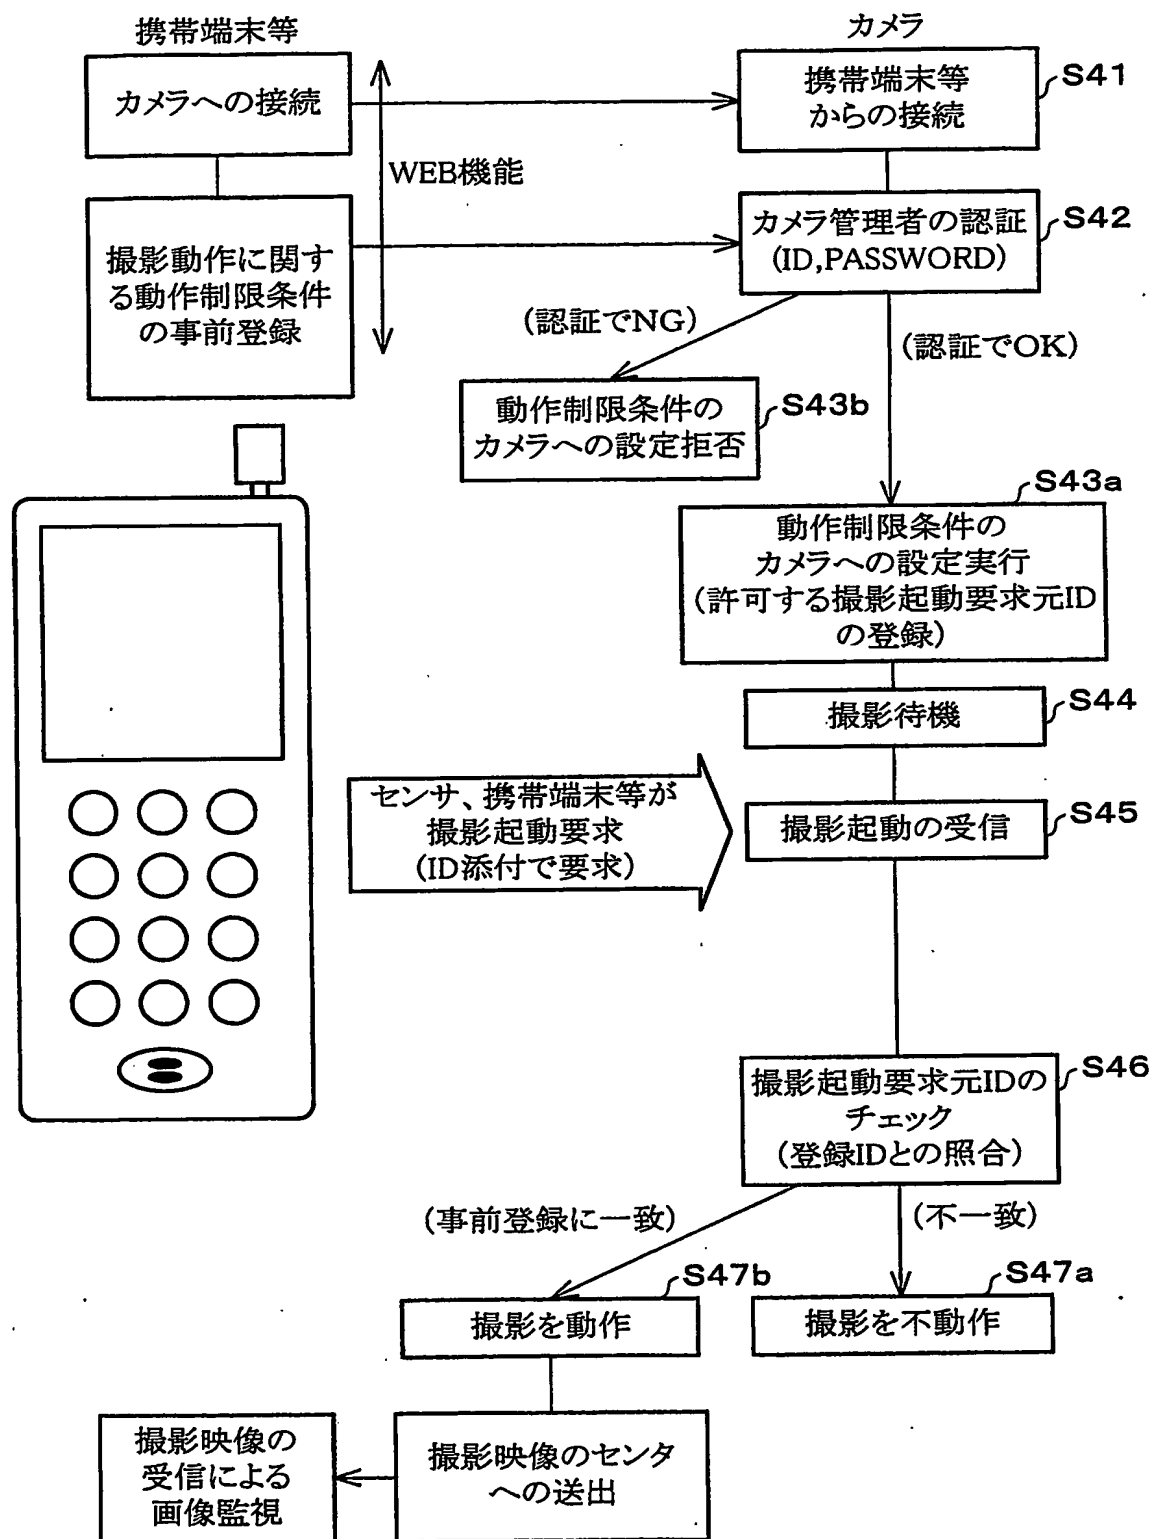 携帯端末等
カメラ
カメラへの接続
携帯端末等
からの接続
S41
WEB機能
撮影動作に関す
る動作制限条件
の事前登録
カメラ管理者の認証
(ID,PASSWORD)
S42
(認証でNG)
(認証でOK)
動作制限条件の
カメラへの設定拒否
S43b
S43a
動作制限条件の
カメラへの設定実行
(許可する撮影起動要求元ID
の登録)
撮影待機
S44
センサ、携帯端末等が
撮影起動要求
(ID添付で要求)
撮影起動の受信
S45
撮影起動要求元IDの
チェック
(登録IDとの照合)
S46
(事前登録に一致)
(不一致)
S47b
S47a
撮影を動作
撮影を不動作
撮影映像の
受信による
画像監視
撮影映像のセンタ
への送出